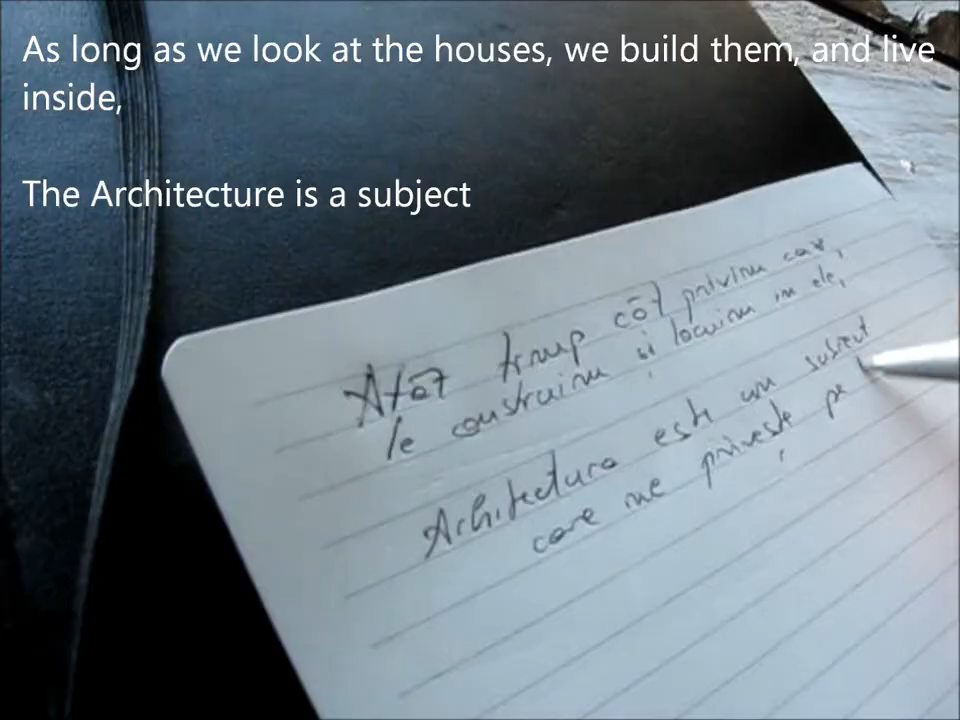 As long as we look at the houses, we build them, and live
inside,
The Architecture is a subject
Atât timp cât privim case,
le construim și locuim in ele,
Arhitectura este un subiect
care ne privește pe